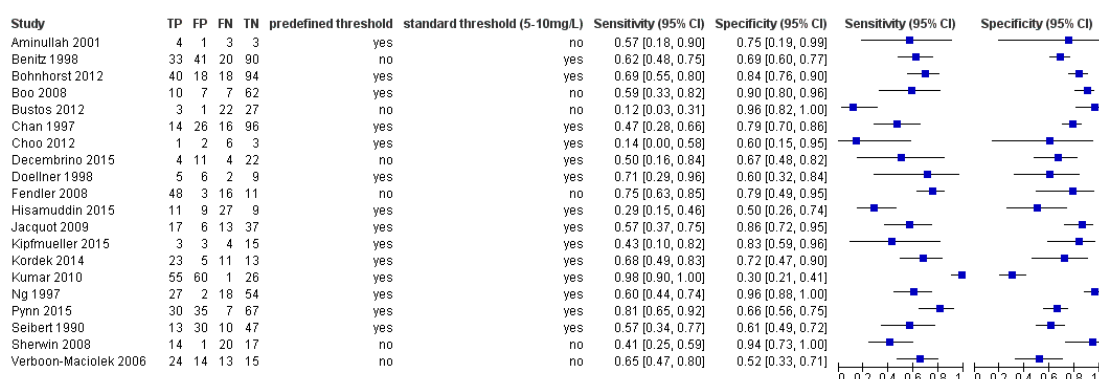 Study TP FP FN TN predefined threshold standard threshold (5-10mg/L) Sensitivity (95% CI) Specificity (95% CI) Sensitivity (95% CI) Specificity (95% CI)
Aminullah 2001 4 1 3 3 yes no 0.57 [0.18, 0.90] 0.75 [0.19, 0.99]
Benitz 1998 33 41 20 90 no yes 0.62 [0.48, 0.75] 0.69 [0.60, 0.77]
Bohnhorst 2012 40 18 18 94 yes yes 0.69 [0.55, 0.80] 0.84 [0.76, 0.90]
Boo 2008 10 7 7 62 yes no 0.59 [0.33, 0.82] 0.90 [0.80, 0.96]
Bustos 2012 3 1 22 27 no no 0.12 [0.03, 0.31] 0.96 [0.82, 1.00]
Chan 1997 14 26 16 96 yes yes 0.47 [0.28, 0.66] 0.79 [0.70, 0.86]
Choo 2012 1 2 6 3 yes yes 0.14 [0.00, 0.58] 0.60 [0.15, 0.95]
Decembrino 2015 4 11 4 22 no yes 0.50 [0.16, 0.84] 0.67 [0.48, 0.82]
Doellner 1998 5 6 2 9 yes yes 0.71 [0.29, 0.96] 0.60 [0.32, 0.84]
Fendler 2008 48 3 16 11 no no 0.75 [0.63, 0.85] 0.79 [0.49, 0.95]
Hisamuddin 2015 11 9 27 9 yes yes 0.29 [0.15, 0.46] 0.50 [0.26, 0.74]
Jacquot 2009 17 6 13 37 yes yes 0.57 [0.37, 0.75] 0.86 [0.72, 0.95]
Kipfmueller 2015 3 3 4 15 yes yes 0.43 [0.10, 0.82] 0.83 [0.59, 0.96]
Kordek 2014 23 5 11 13 yes yes 0.68 [0.49, 0.83] 0.72 [0.47, 0.90]
Kumar 2010 55 60 1 26 yes yes 0.98 [0.90, 1.00] 0.30 [0.21, 0.41]
Ng 1997 27 2 18 54 yes yes 0.60 [0.44, 0.74] 0.96 [0.88, 1.00]
Pynn 2015 30 35 7 67 yes yes 0.81 [0.65, 0.92] 0.66 [0.56, 0.75]
Seibert 1990 13 30 10 47 yes yes 0.57 [0.34, 0.77] 0.61 [0.49, 0.72]
Sherwin 2008 14 1 20 17 no no 0.41 [0.25, 0.59] 0.94 [0.73, 1.00]
Verboon-Maciolek 2006 24 14 13 15 no no 0.65 [0.47, 0.80] 0.52 [0.33, 0.71]
0 0.2 0.4 0.6 0.8 1 0 0.2 0.4 0.6 0.8 1